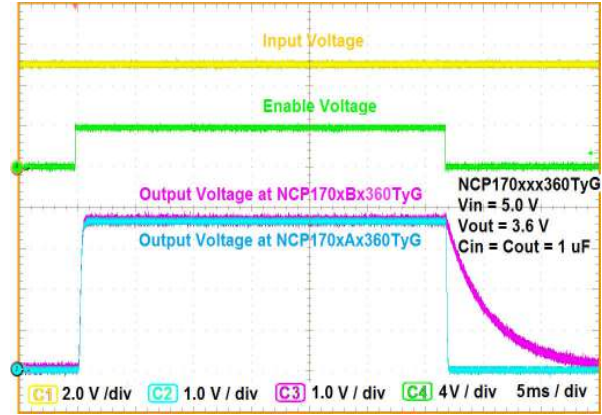 Input Voltage
Enable Voltage
Output Voltage at NCP170xBx360TyG
Output Voltage at NCP170xAx360TyG
NCP170xxx360TyG
Vin = 5.0 V
Vout = 3.6 V
Cin = Cout = 1 uF
C1 2.0 V /div C2 1.0 V / div C3 1.0 V / div C4 4V / div 5ms / div